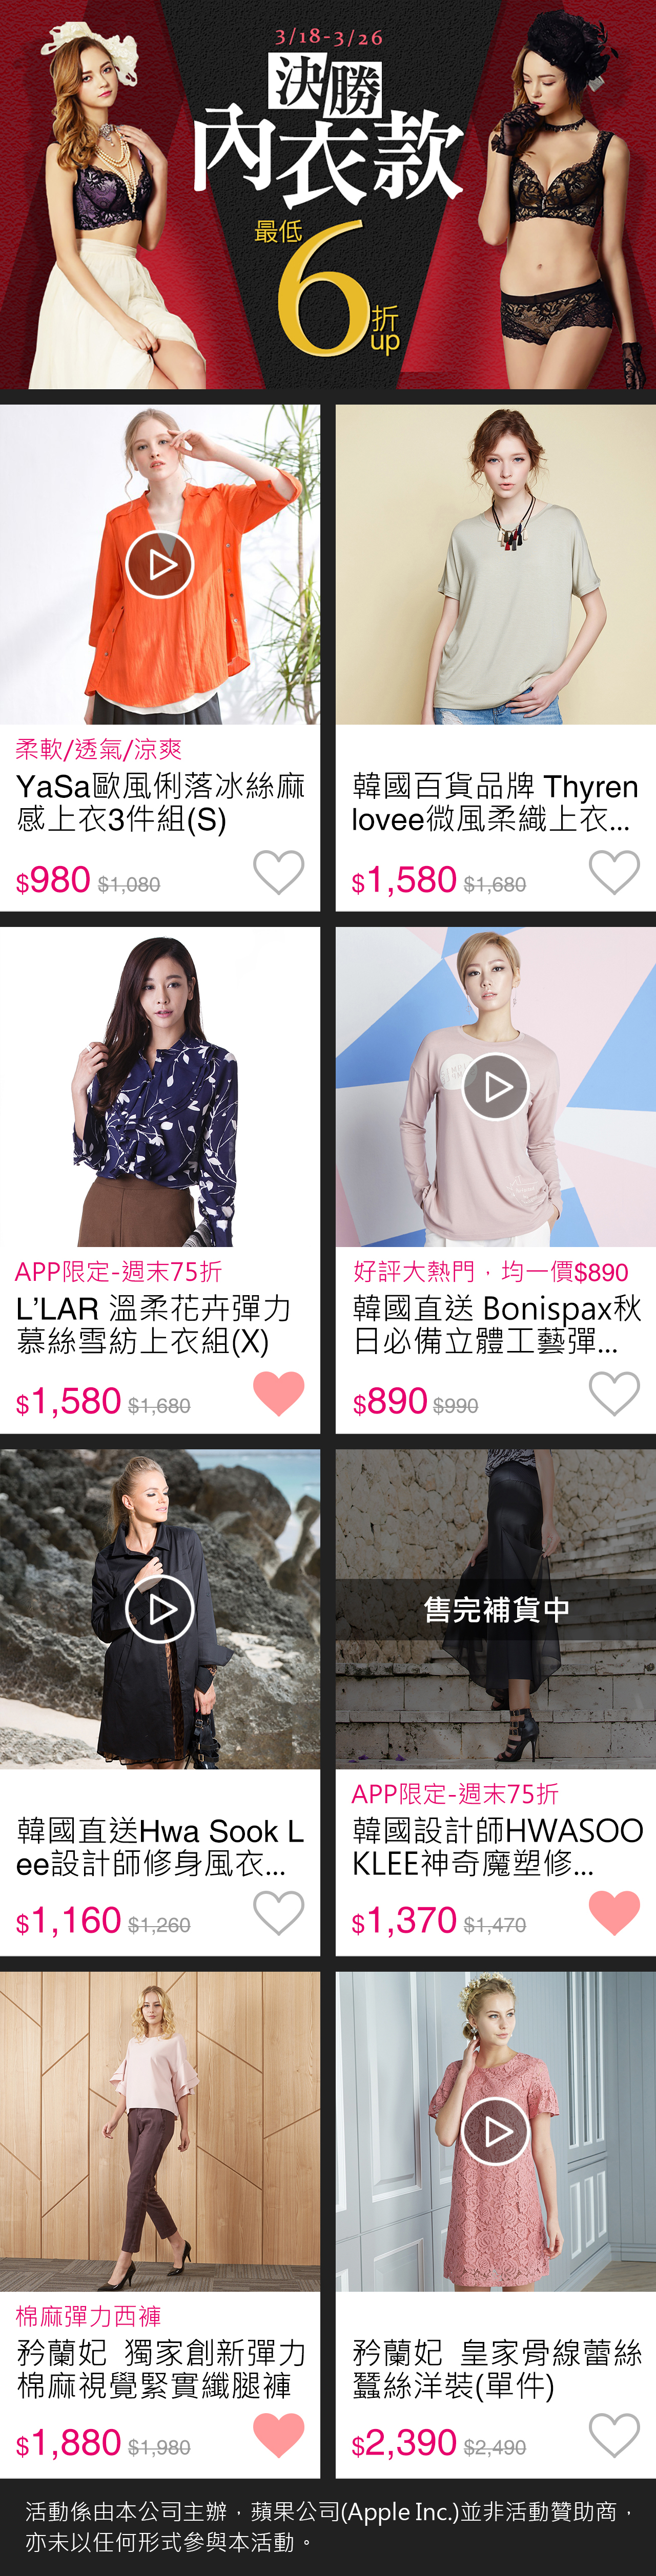 3/18-3/26
決勝
內衣款
最低
6
折
up
柔軟/透氣/涼爽
YaSa歐風俐落冰絲麻
感上衣3件組(S)
$980 $1,080
韓國百貨品牌 Thyren
lovee微風柔織上衣...
$1,580 $1,680
APP限定-週末75折
L’LAR 溫柔花卉彈力
慕絲雪紡上衣組(X)
$1,580 $1,680
好評大熱門，均一價$890
韓國直送 Bonispax秋
日必備立體工藝彈...
$890 $990
韓國直送Hwa Sook L
ee設計師修身風衣...
$1,160 $1,260
售完補貨中
APP限定-週末75折
韓國設計師HWASOO
KLEE神奇魔塑修...
$1,370 $1,470
棉麻彈力西褲
矜蘭妃 獨家創新彈力
棉麻視覺緊實纖腿褲
$1,880 $1,980
矜蘭妃 皇家骨線蕾絲
蠶絲洋裝(單件)
$2,390 $2,490
活動係由本公司主辦，蘋果公司(Apple Inc.)並非活動贊助商，
亦未以任何形式參與本活動。